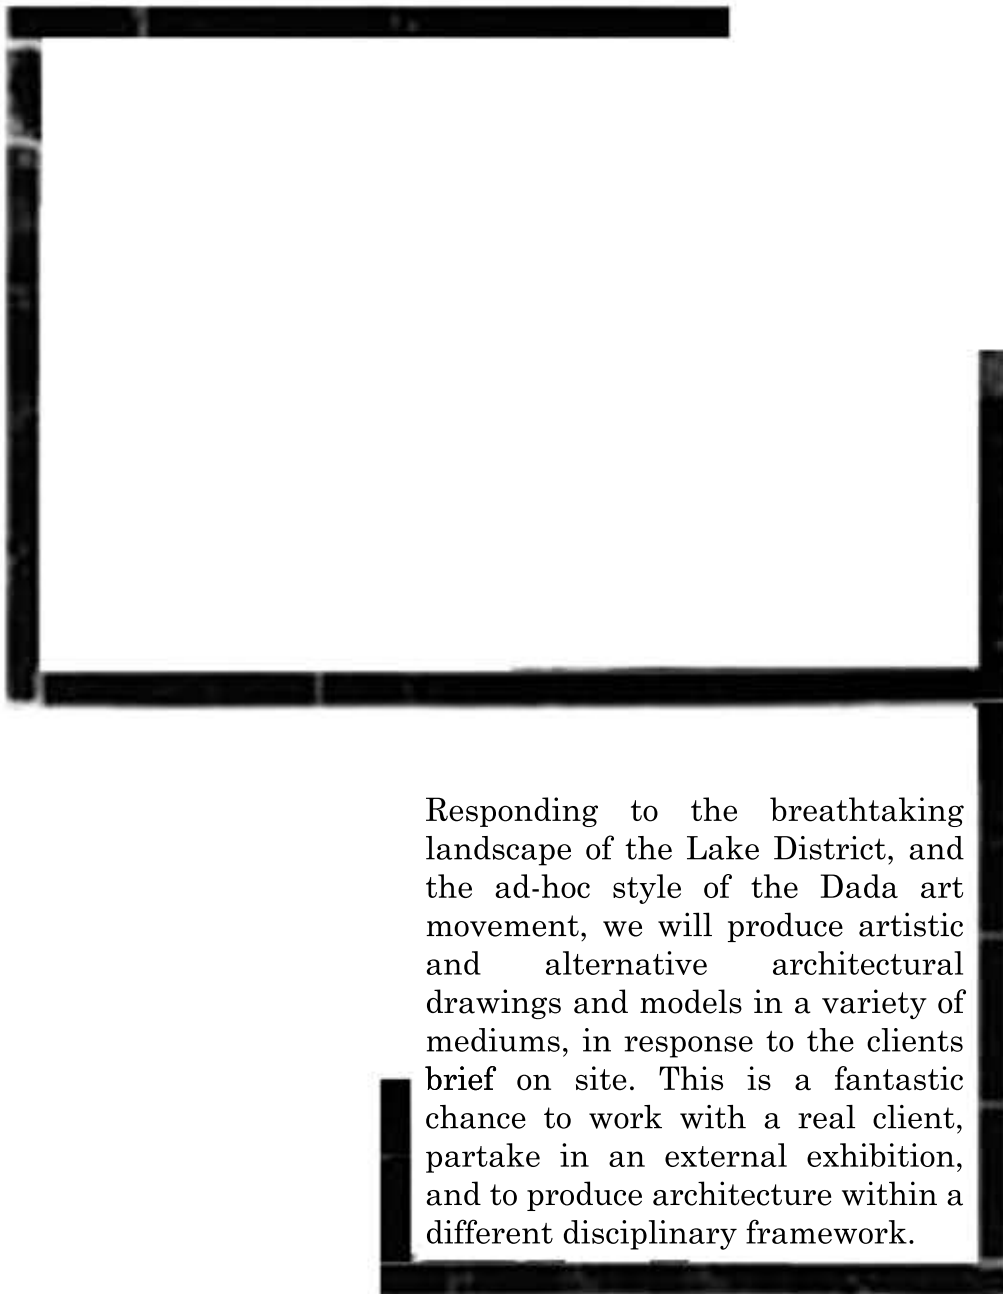 Responding to the breathtaking
landscape of the Lake District, and
the ad-hoc style of the Dada art
movement, we will produce artistic
and alternative architectural
drawings and models in a variety of
mediums, in response to the clients
brief on site. This is a fantastic
chance to work with a real client,
partake in an external exhibition,
and to produce architecture within a
different disciplinary framework.